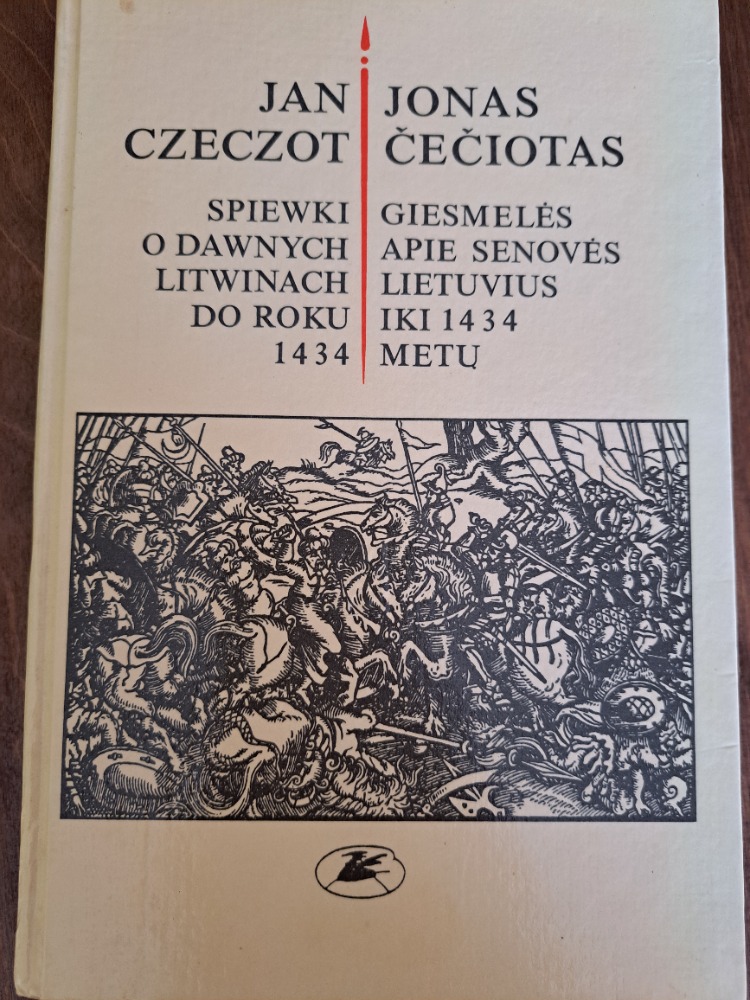 JAN
CZECZOT
SPIEWKI
O DAWNYCH
LITWINACH
DO ROKU
1434
JONAS
ČEČIOTAS
GIESMELĖS
APIE SENOVĖS
LIETUVIUS
IKI 1434
METŲ